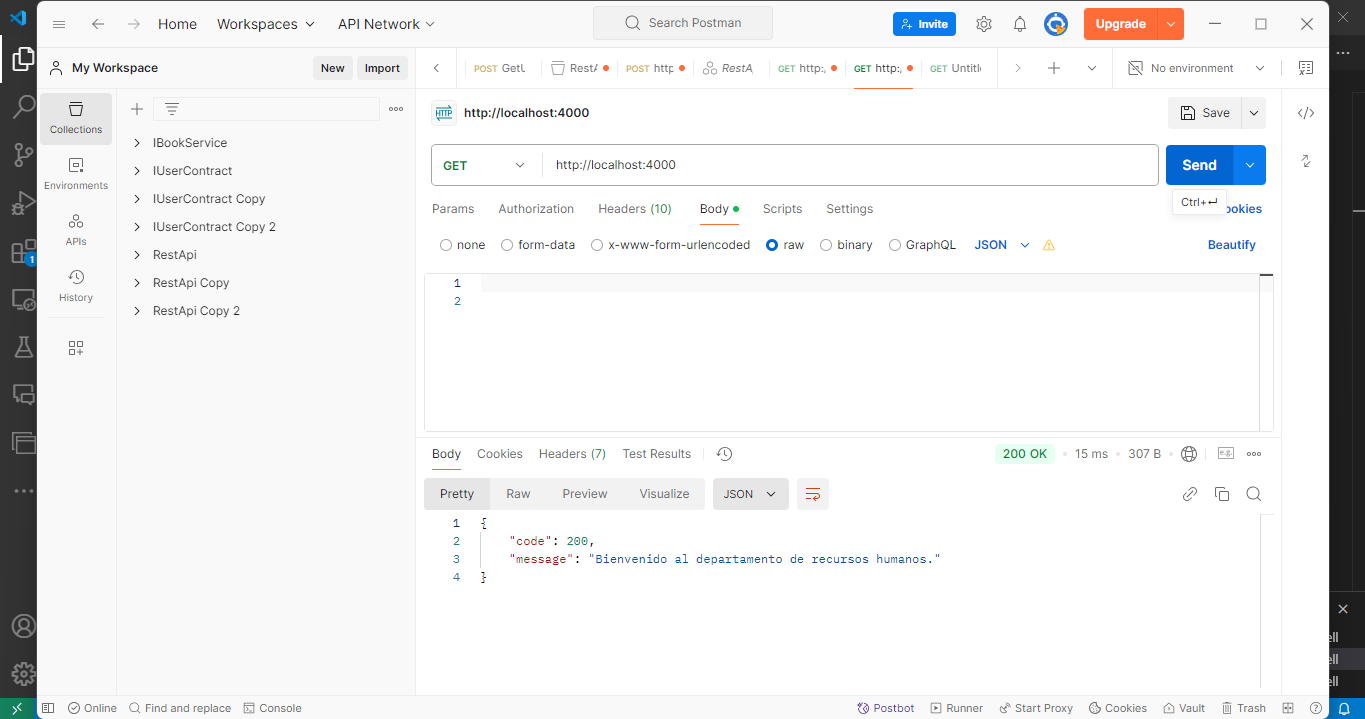 Home Workspaces API Network Search Postman Invite Upgrade
My Workspace New Import POST GetU RestA POST http RestA GET http:, GET http:, GET Untitle No environment
Collections
Environments
APIs
History
IBookService
IUserContract
IUserContract Copy
IUserContract Copy 2
RestApi
RestApi Copy
RestApi Copy 2
HTTP http://localhost:4000 Save </>
GET http://localhost:4000 Send
Ctrl+↵
Params Authorization Headers (10) Body Scripts Settings ookies
none form-data x-www-form-urlencoded raw binary GraphQL JSON Beautify
1
2
Body Cookies Headers (7) Test Results 200 OK 15 ms 307 B e.g.
Pretty Raw Preview Visualize JSON
1 {
2 "code": 200,
3 "message": "Bienvenido al departamento de recursos humanos."
4 }
1
ell
ell
ell
Online Find and replace Console Postbot Runner Start Proxy Cookies Vault Trash